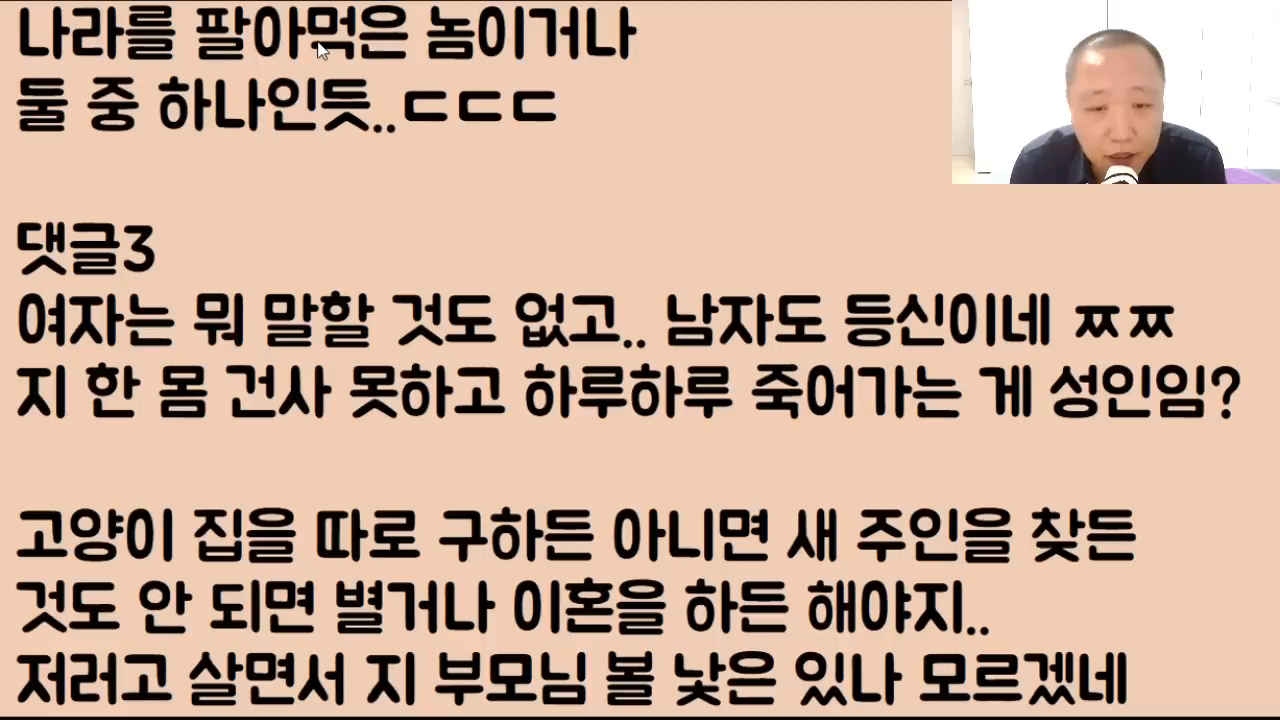 나라를 팔아먹은 놈이거나
둘 중 하나인듯..ㄷㄷㄷ
댓글3
여자는 뭐 말할 것도 없고.. 남자도 등신이네 ㅉㅉ
지 한 몸 건사 못하고 하루하루 죽어가는 게 성인임?
고양이 집을 따로 구하든 아니면 새 주인을 찾든
것도 안 되면 별거나 이혼을 하든 해야지..
저러고 살면서 지 부모님 볼 낯은 있나 모르겠네